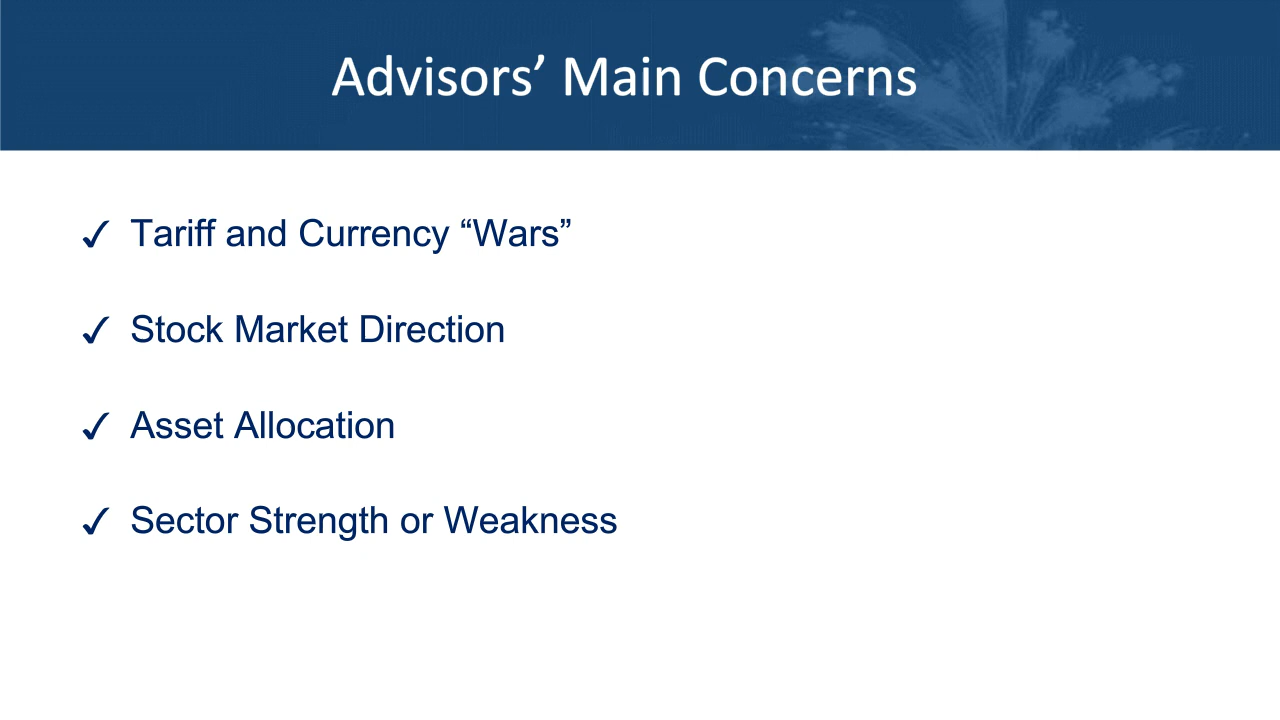 Advisors’ Main Concerns
✓ Tariff and Currency “Wars”
✓ Stock Market Direction
✓ Asset Allocation
✓ Sector Strength or Weakness